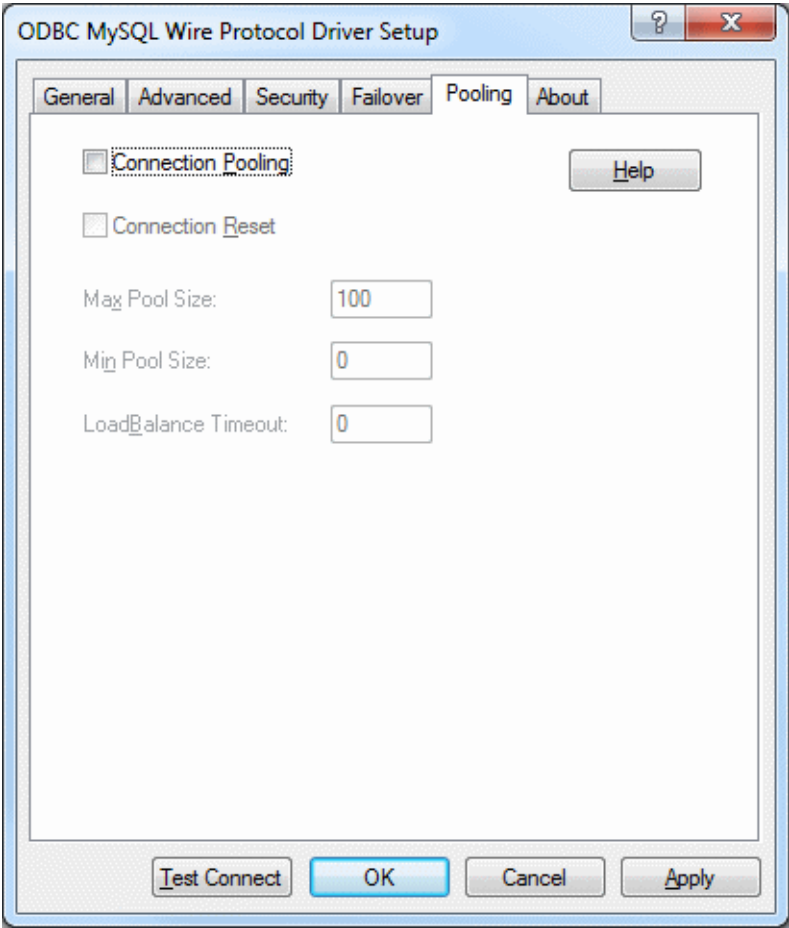 ODBC MySQL Wire Protocol Driver Setup
?
X
General Advanced Security Failover Pooling About
Connection Pooling
Help
Connection Reset
Max Pool Size: 100
Min Pool Size: 0
LoadBalance Timeout: 0
Test Connect OK Cancel Apply